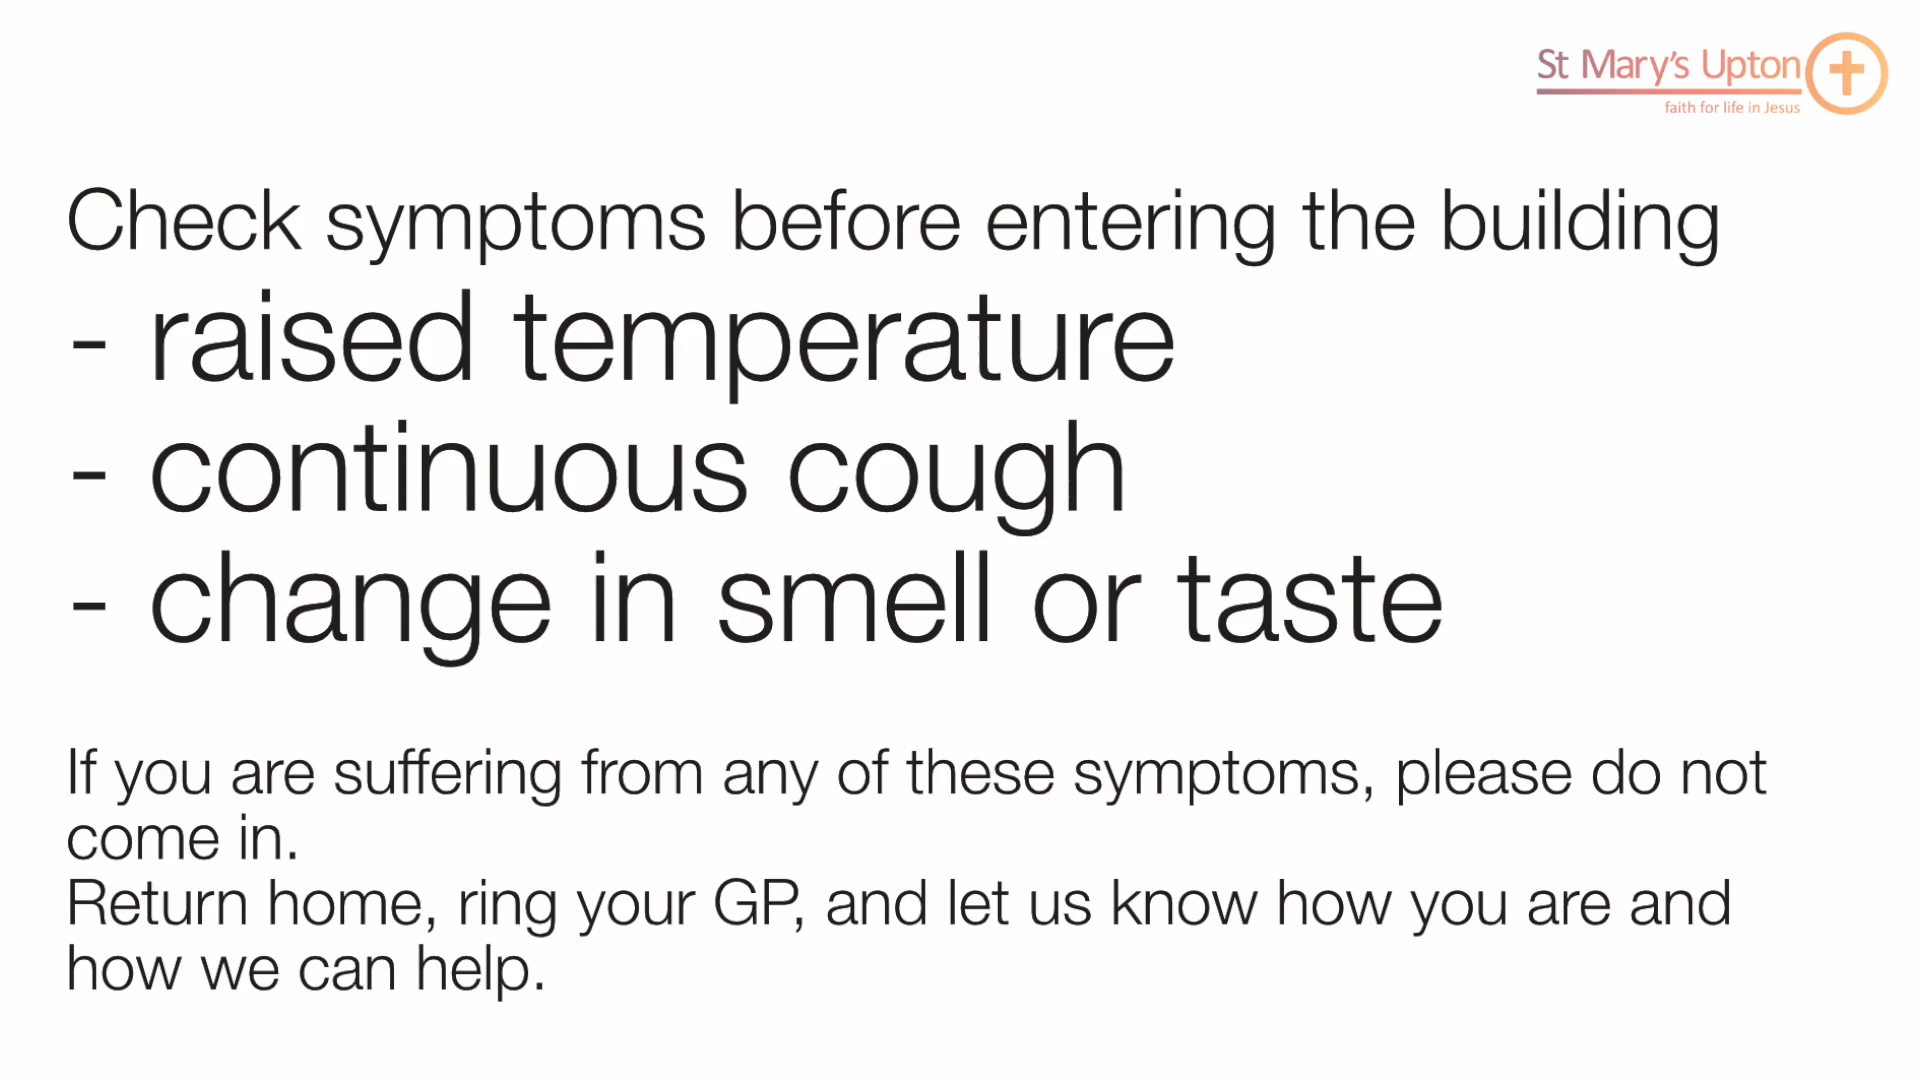 St Mary's Upton
faith for life in Jesus
Check symptoms before entering the building
- raised temperature
- continuous cough
- change in smell or taste
If you are suffering from any of these symptoms, please do not
come in.
Return home, ring your GP, and let us know how you are and
how we can help.